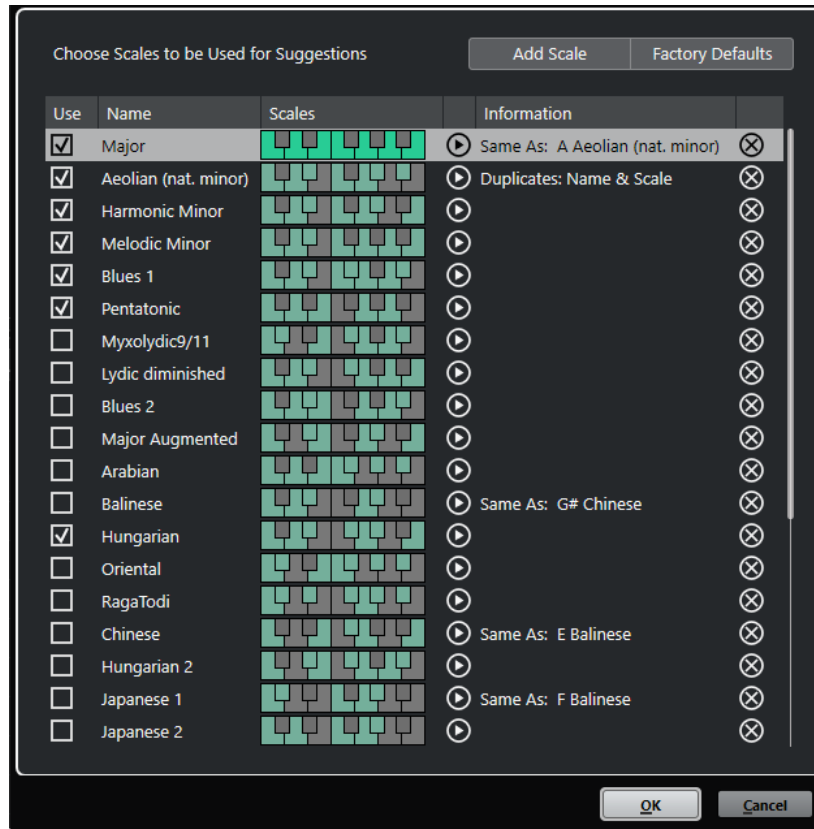 Choose Scales to be Used for Suggestions Add Scale Factory Defaults
Use Name Scales Information
Major Same As: A Aeolian (nat. minor)
Aeolian (nat. minor) Duplicates: Name & Scale
Harmonic Minor
Melodic Minor
Blues 1
Pentatonic
Myxolydic9/11
Lydic diminished
Blues 2
Major Augmented
Arabian
Balinese Same As: G# Chinese
Hungarian
Oriental
RagaTodi
Chinese Same As: E Balinese
Hungarian 2
Japanese 1 Same As: F Balinese
Japanese 2
OK Cancel